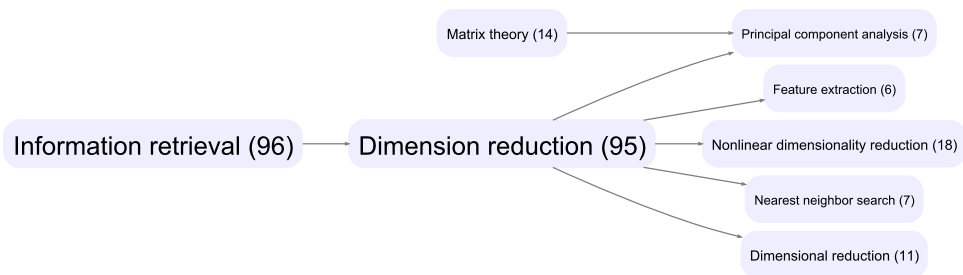 Matrix theory (14)
Principal component analysis (7)
Feature extraction (6)
Information retrieval (96)
Dimension reduction (95)
Nonlinear dimensionality reduction (18)
Nearest neighbor search (7)
Dimensional reduction (11)